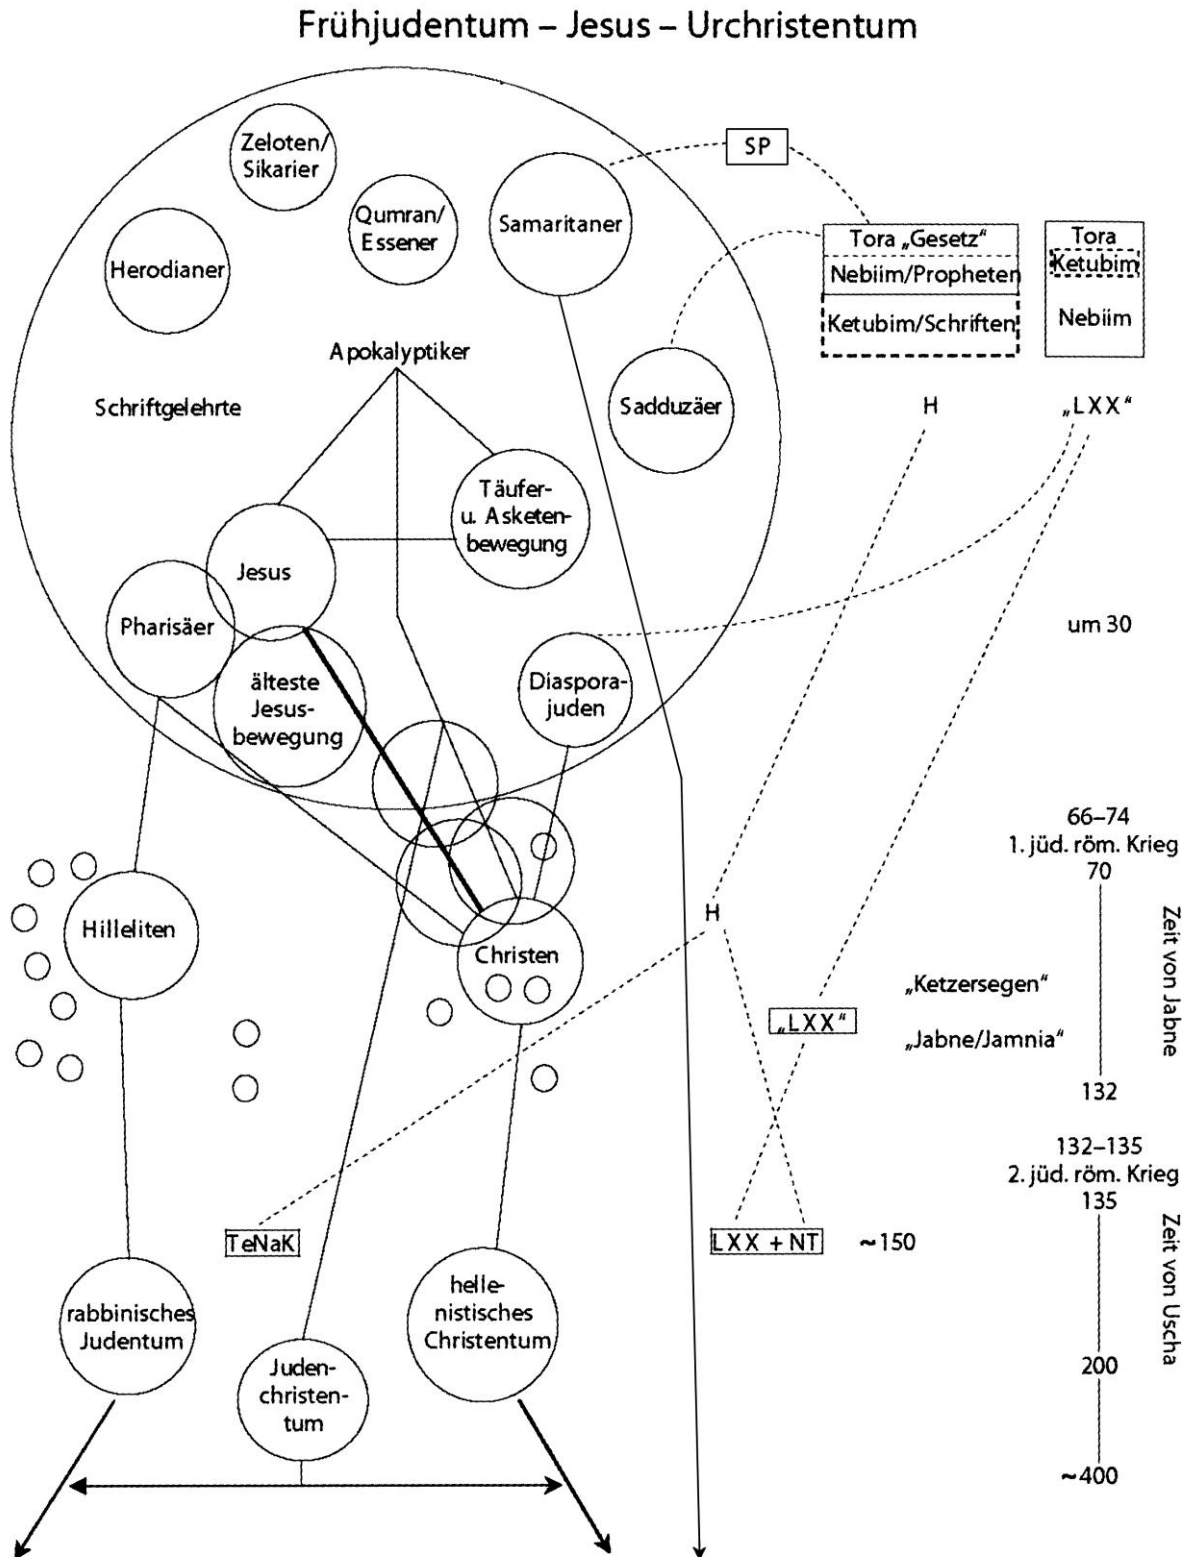 Frühjudentum – Jesus – Urchristentum
Zeloten/
Sikarier
Qumran/
Essener
Samaritaner
Herodianer
SP
Tora „Gesetz“
Nebiim/Propheten
Ketubim/Schriften
Tora
Ketubim
Nebiim
Apokalyptiker
Schriftgelehrte
Sadduzäer
H
„LXX“
Täufer-
u. Asketen-
bewegung
Jesus
Pharisäer
um 30
älteste
Jesus-
bewegung
Diaspora-
juden
66–74
1. jüd. röm. Krieg
70
Hilleliten
Christen
H
Zeit von Jabne
„Ketzersegen“
„LXX“
„Jabne/Jamnia“
132
132–135
2. jüd. röm. Krieg
135
TeNaK
LXX + NT
~150
Zeit von Uscha
rabbinisches
Judentum
helle-
nistisches
Christentum
Juden-
christen-
tum
200
~400